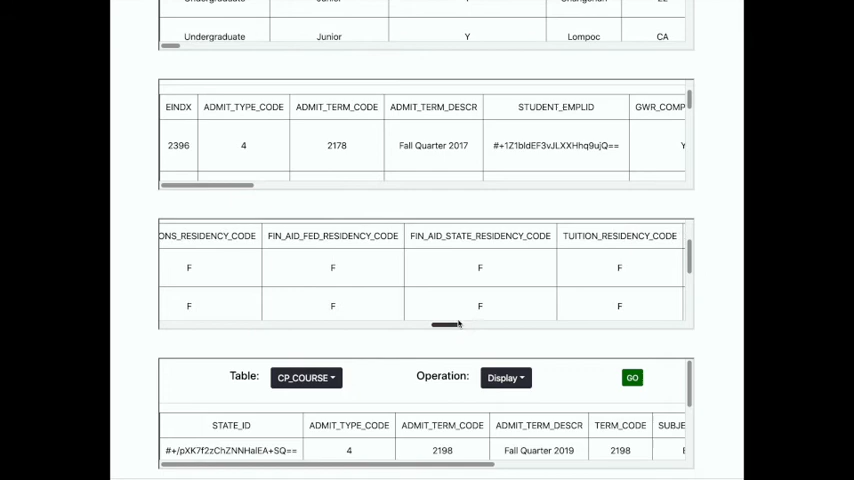 Undergraduate Junior Y Lompoc CA
EINDX ADMIT_TYPE_CODE ADMIT_TERM_CODE ADMIT_TERM_DESCR STUDENT_EMPLID GWR_COMP
2396 4 2178 Fall Quarter 2017 #+1Z1bldEF3vJLXXHhq9ujQ== Y
ONS_RESIDENCY_CODE FIN_AID_FED_RESIDENCY_CODE FIN_AID_STATE_RESIDENCY_CODE TUITION_RESIDENCY_CODE
F F F F
F F F F
Table: CP_COURSE Operation: Display GO
STATE_ID ADMIT_TYPE_CODE ADMIT_TERM_CODE ADMIT_TERM_DESCR TERM_CODE SUBJE
#+/pXK7f2zChZNNHalEA+SQ== 4 2198 Fall Quarter 2019 2198